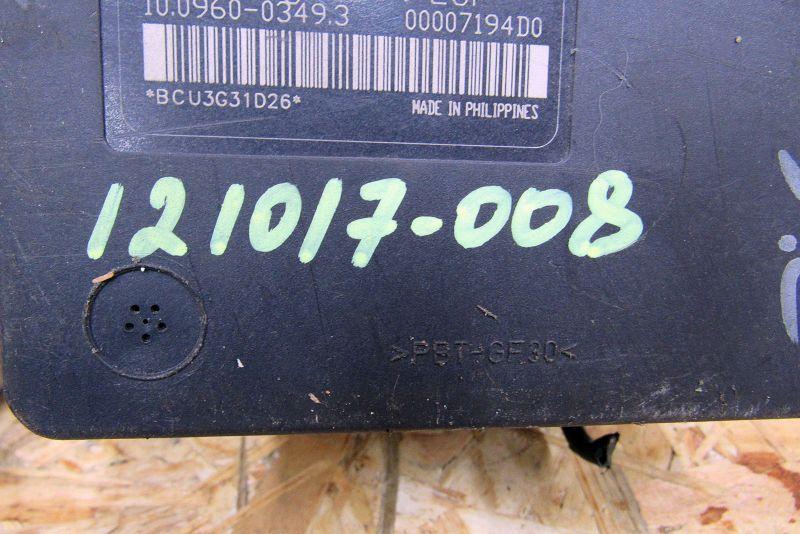 10.0960-0349.3 00007194D0
*BCU3G31D26* MADE IN PHILIPPINES
121017-008
>PBT-GF30<